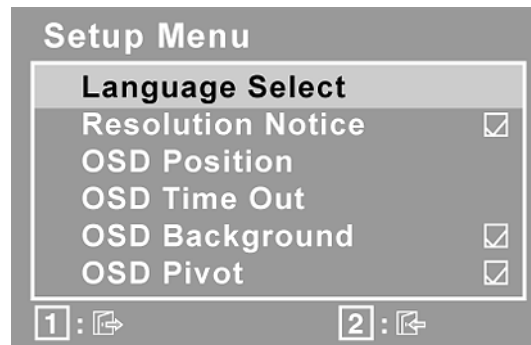 Setup Menu
Language Select
Resolution Notice
OSD Position
OSD Time Out
OSD Background
OSD Pivot
1 : 2 :